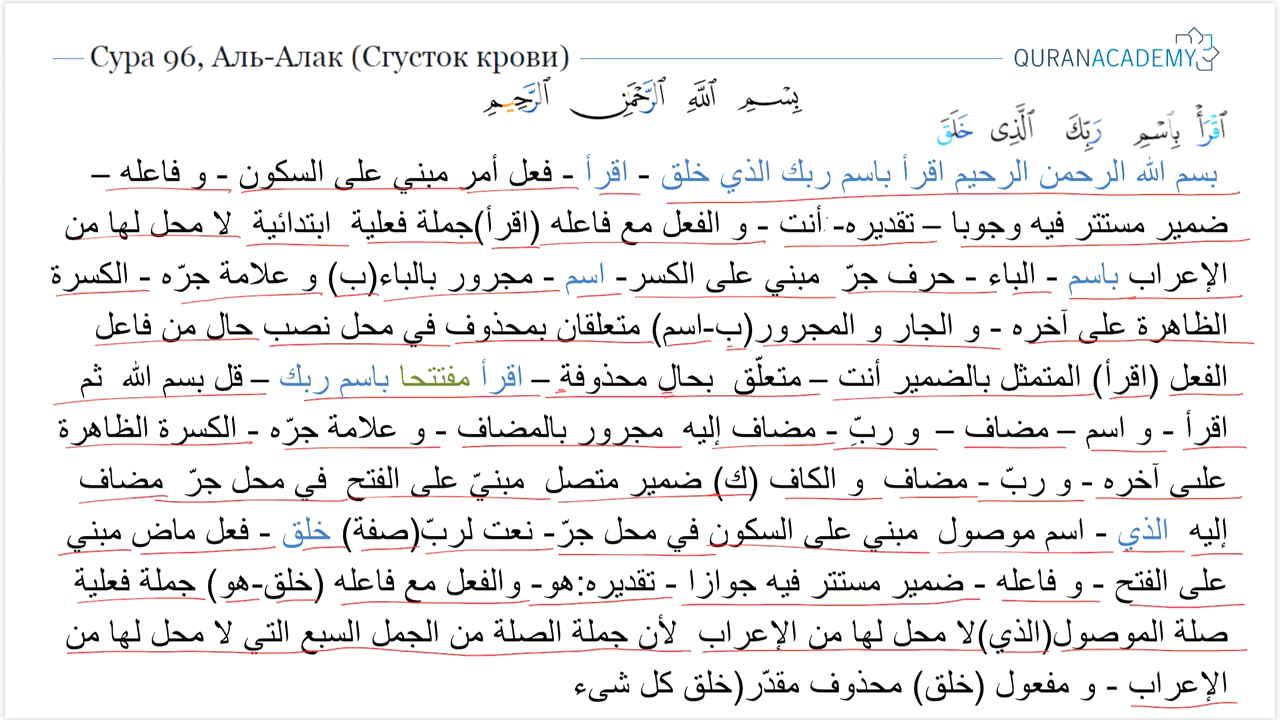 Сура 96, Аль-Алак (Сгусток крови)
QURANACADEMY
بِسْمِ ٱللَّهِ ٱلرَّحْمَٰنِ ٱلرَّحِيمِ
ٱقْرَأْ بِٱسْمِ رَبِّكَ ٱلَّذِى خَلَقَ
بسم الله الرحمن الرحيم اقرأ باسم ربك الذي خلق - اقرأ - فعل أمر مبني على السكون - و فاعله –
ضمير مستتر فيه وجوبا – تقديره- أنت - و الفعل مع فاعله (اقرأ)جملة فعلية ابتدائية لا محل لها من
الإعراب باسم - الباء - حرف جرّ مبني على الكسر- اسم - مجرور بالباء(ب) و علامة جرّه - الكسرة
الظاهرة على آخره - و الجار و المجرور(بِ-اسم) متعلقان بمحذوف في محل نصب حال من فاعل
الفعل (اقرأ) المتمثل بالضمير أنت – متعلّق بحالٍ محذوفة – اقرأ مفتتحا باسم ربك – قل بسم الله ثم
اقرأ - و اسم – مضاف – و ربِّ - مضاف إليه مجرور بالمضاف - و علامة جرّه - الكسرة الظاهرة
على آخره - و ربّ - مضاف و الكاف (ك) ضمير متصل مبنيّ على الفتح في محل جرّ مضاف
إليه الذي - اسم موصول مبني على السكون في محل جرّ- نعت لربّ(صفة) خلق - فعل ماض مبني
على الفتح - و فاعله - ضمير مستتر فيه جوازا - تقديره:هو- والفعل مع فاعله (خلق-هو) جملة فعلية
صلة الموصول(الذي)لا محل لها من الإعراب لأن جملة الصلة من الجمل السبع التي لا محل لها من
الإعراب - و مفعول (خلق) محذوف مقدّر(خلق كل شىء